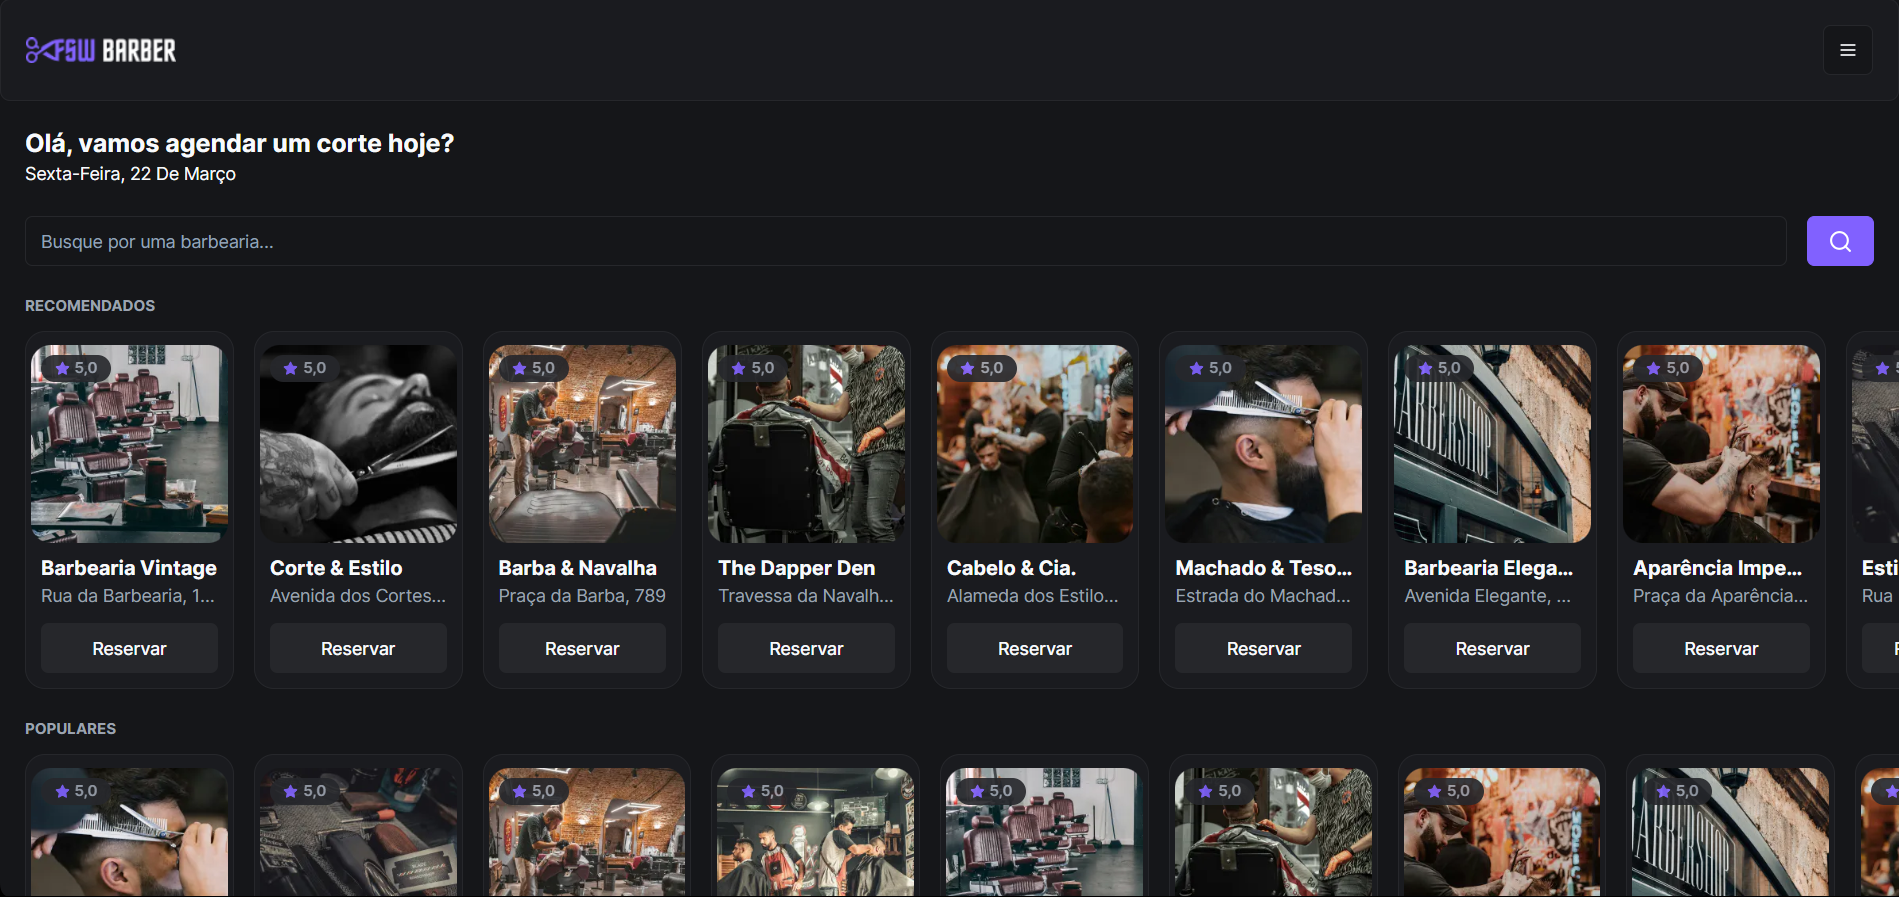 FSW BARBER
Olá, vamos agendar um corte hoje?
Sexta-Feira, 22 De Março
Busque por uma barbearia...
RECOMENDADOS
5,0
5,0
5,0
5,0
5,0
5,0
5,0
5,0
5
BARBERSHOP
Barbearia Vintage
Corte & Estilo
Barba & Navalha
The Dapper Den
Cabelo & Cia.
Machado & Teso...
Barbearia Elega...
Aparência Impe...
Esti
Rua da Barbearia, 1...
Avenida dos Cortes...
Praça da Barba, 789
Travessa da Navalh...
Alameda dos Estilo...
Estrada do Machad...
Avenida Elegante, ...
Praça da Aparência...
Rua
Reservar
Reservar
Reservar
Reservar
Reservar
Reservar
Reservar
Reservar
POPULARES
5,0
5,0
5,0
5,0
5,0
5,0
5,0
5,0